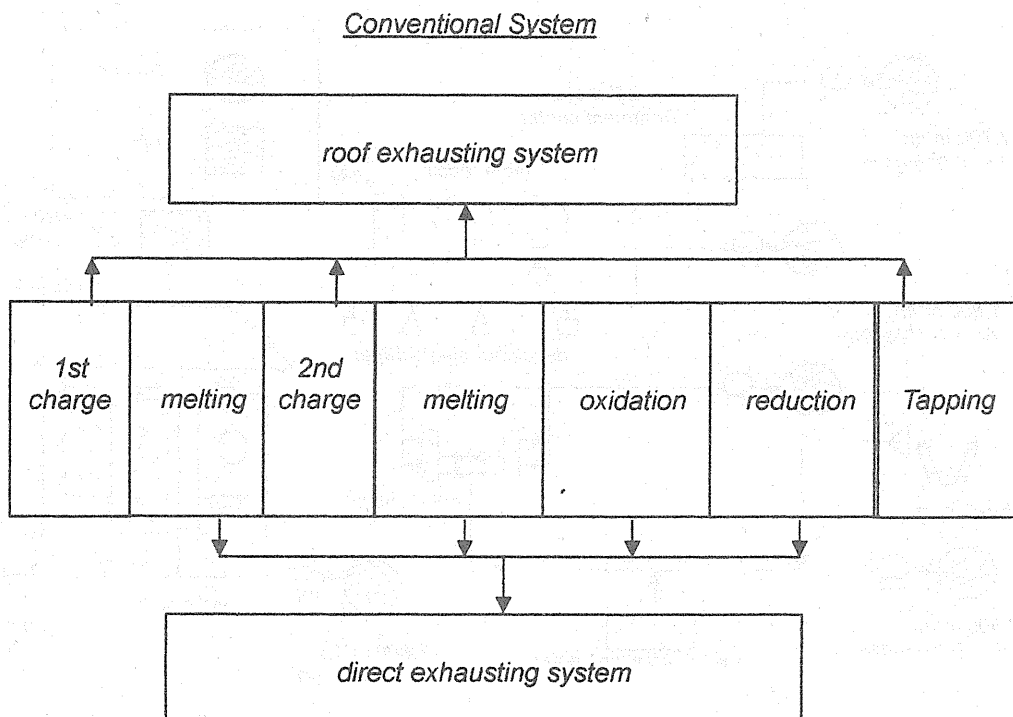 Conventional System
roof exhausting system
1st
charge
melting
2nd
charge
melting
oxidation
reduction
Tapping
direct exhausting system